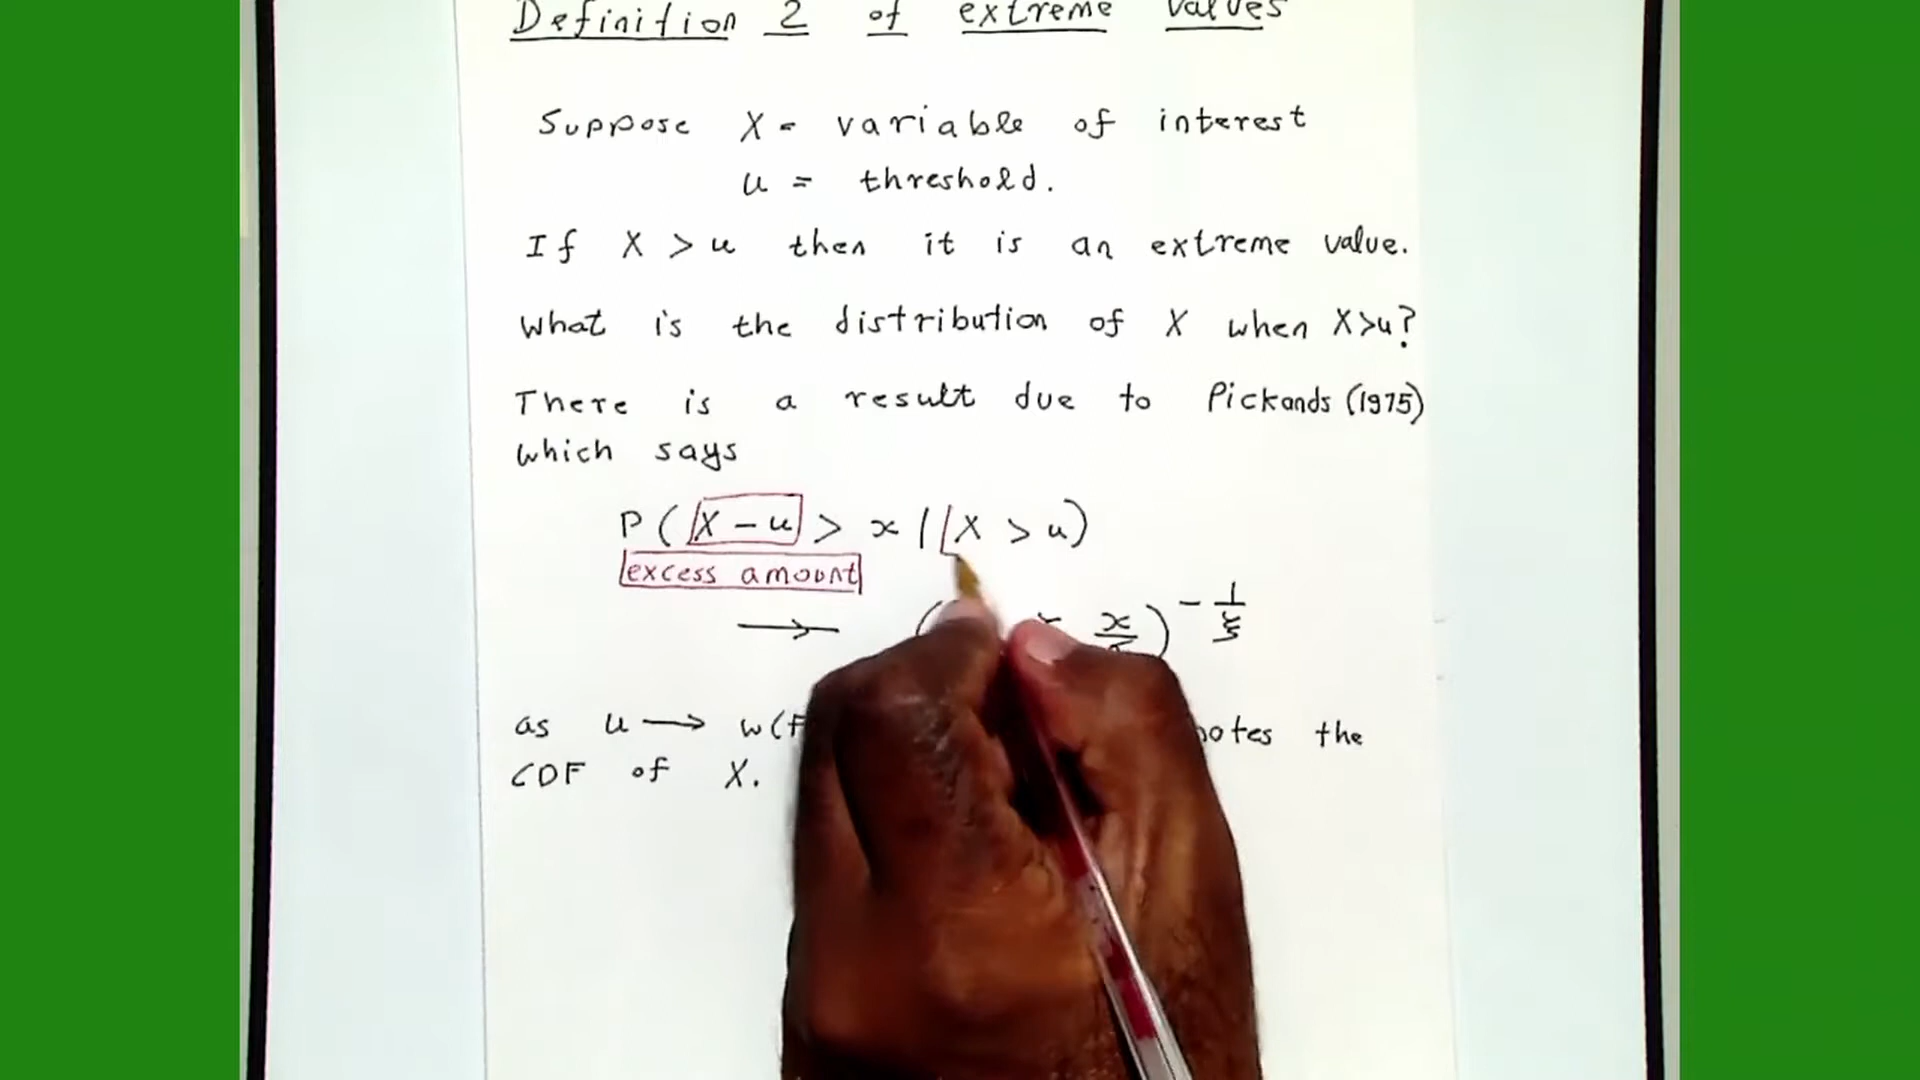 Definition 2 of extreme values
Suppose X = variable of interest
u = threshold.
If X > u then it is an extreme value.
What is the distribution of X when X>u?
There is a result due to Pickands (1975)
which says
P ( X - u > x | X > u )
excess amount
→ ( x ) - 1/ξ
as u → w(F the
CDF of X.